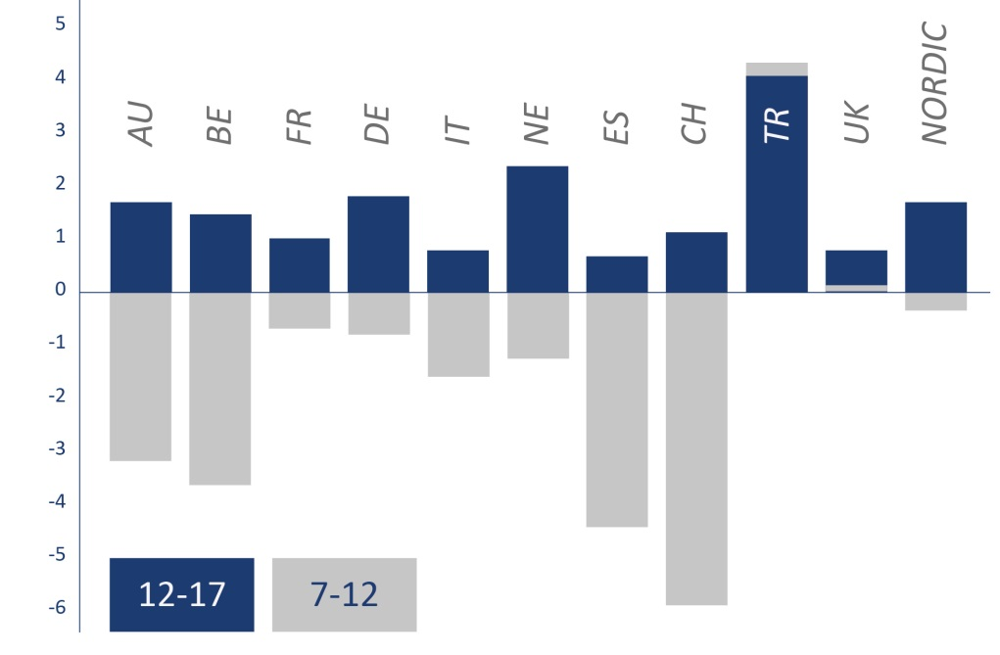 5
4
3
2
1
0
-1
-2
-3
-4
-5
-6
AU
BE
FR
DE
IT
NE
ES
CH
TR
UK
NORDIC
12-17
7-12